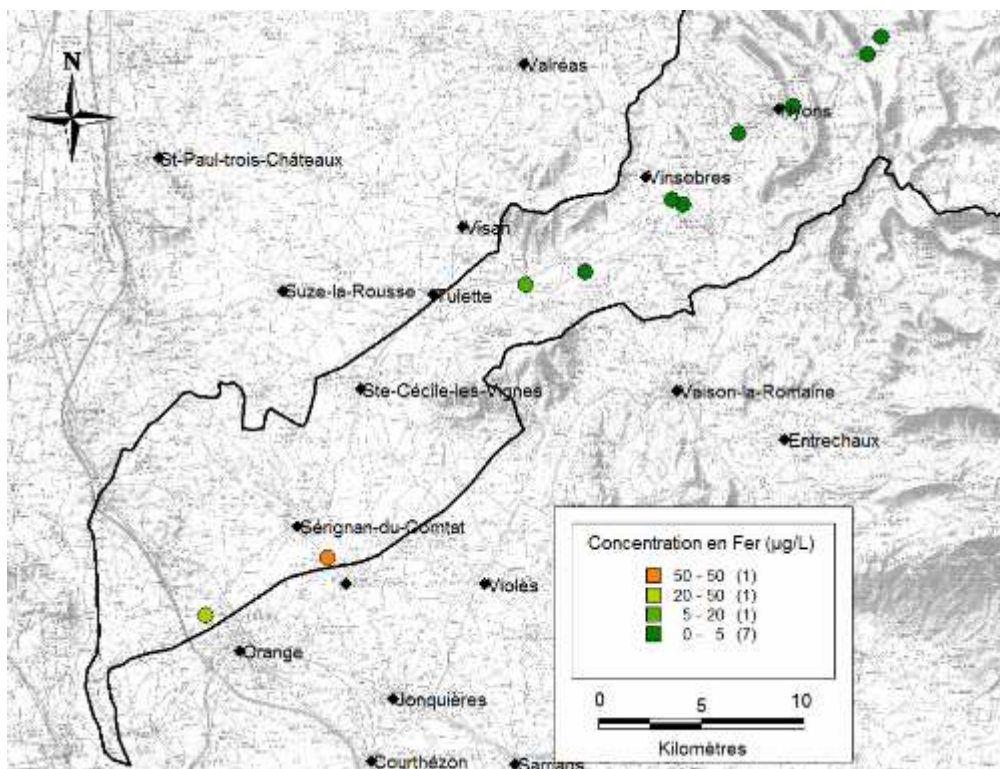 N
Valréas
Nyons
St-Paul-trois-Châteaux
Vinsobres
Visan
Suze-la-Rousse
Tulette
Ste-Cécile-les-Vignes
Vaison-la-Romaine
Entrechaux
Sérignan-du-Comtat
Violès
Orange
Jonquières
Courthézon
Sarrians
Concentration en Fer (µg/L)
50 - 50 (1)
20 - 50 (1)
5 - 20 (1)
0 - 5 (7)
0 5 10
Kilomètres